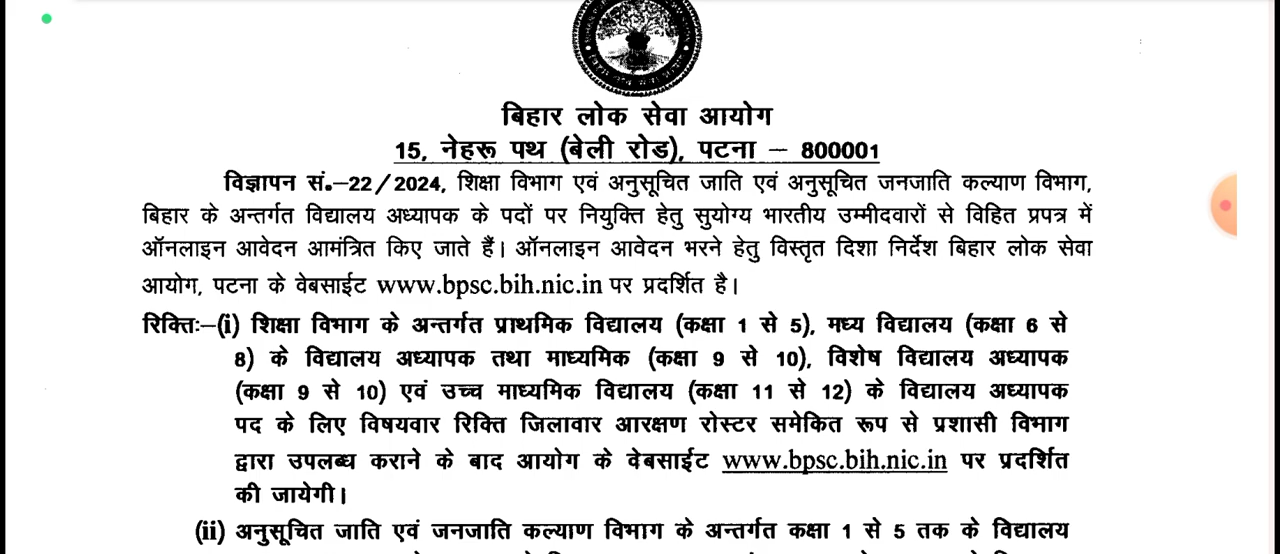 बिहार लोक सेवा आयोग
15, नेहरू पथ (बेली रोड), पटना – 800001
विज्ञापन सं.–22/2024, शिक्षा विभाग एवं अनुसूचित जाति एवं अनुसूचित जनजाति कल्याण विभाग,
बिहार के अन्तर्गत विद्यालय अध्यापक के पदों पर नियुक्ति हेतु सुयोग्य भारतीय उम्मीदवारों से विहित प्रपत्र में
ऑनलाइन आवेदन आमंत्रित किए जाते हैं। ऑनलाइन आवेदन भरने हेतु विस्तृत दिशा निर्देश बिहार लोक सेवा
आयोग, पटना के वेबसाईट www.bpsc.bih.nic.in पर प्रदर्शित है।
रिक्तिः–(i) शिक्षा विभाग के अन्तर्गत प्राथमिक विद्यालय (कक्षा 1 से 5), मध्य विद्यालय (कक्षा 6 से
8) के विद्यालय अध्यापक तथा माध्यमिक (कक्षा 9 से 10), विशेष विद्यालय अध्यापक
(कक्षा 9 से 10) एवं उच्च माध्यमिक विद्यालय (कक्षा 11 से 12) के विद्यालय अध्यापक
पद के लिए विषयवार रिक्ति जिलावार आरक्षण रोस्टर समेकित रूप से प्रशासी विभाग
द्वारा उपलब्ध कराने के बाद आयोग के वेबसाईट www.bpsc.bih.nic.in पर प्रदर्शित
की जायेगी।
(ii) अनुसूचित जाति एवं जनजाति कल्याण विभाग के अन्तर्गत कक्षा 1 से 5 तक के विद्यालय